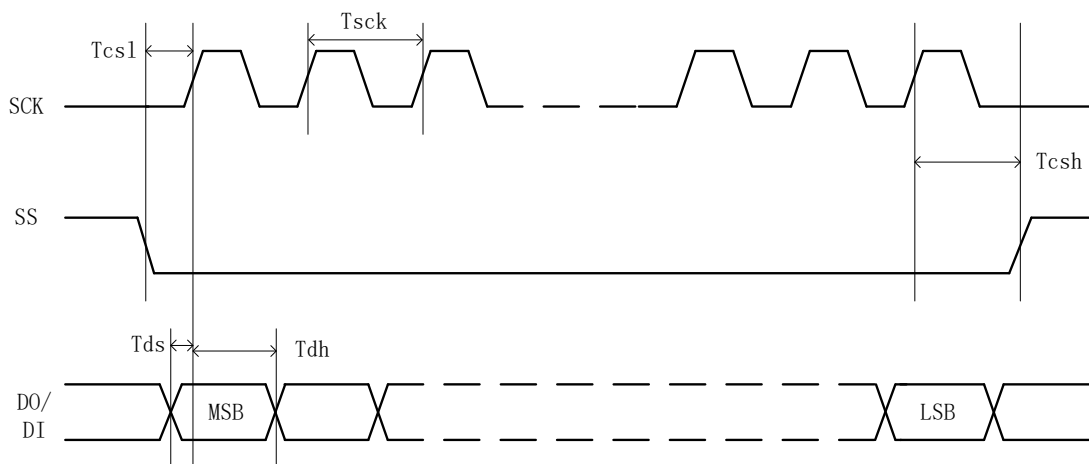 Tsck
Tcsl
SCK
Tcsh
SS
Tds
Tdh
DO/
DI
MSB
LSB